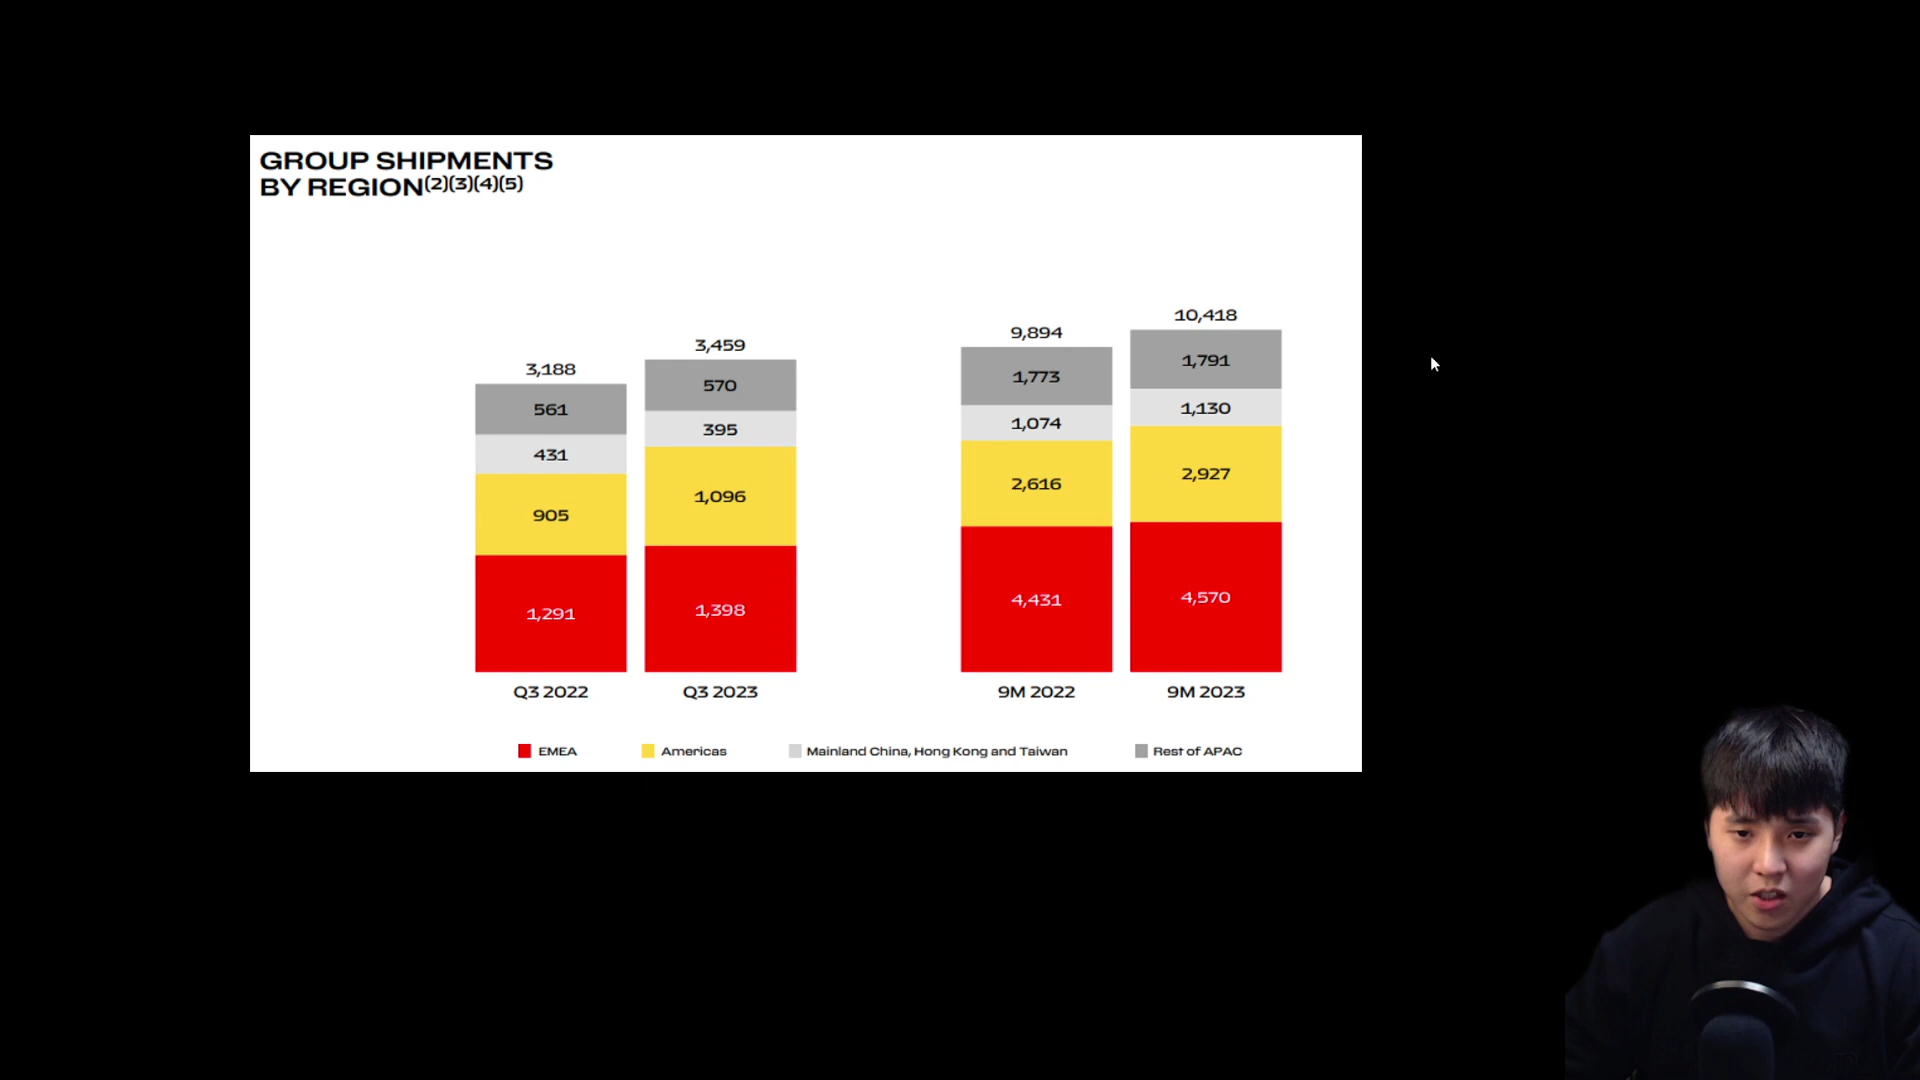 GROUP SHIPMENTS
BY REGION(2)(3)(4)(5)
3,188
561
431
905
1,291
Q3 2022
3,459
570
395
1,096
1,398
Q3 2023
9,894
1,773
1,074
2,616
4,431
9M 2022
10,418
1,791
1,130
2,927
4,570
9M 2023
EMEA
Americas
Mainland China, Hong Kong and Taiwan
Rest of APAC